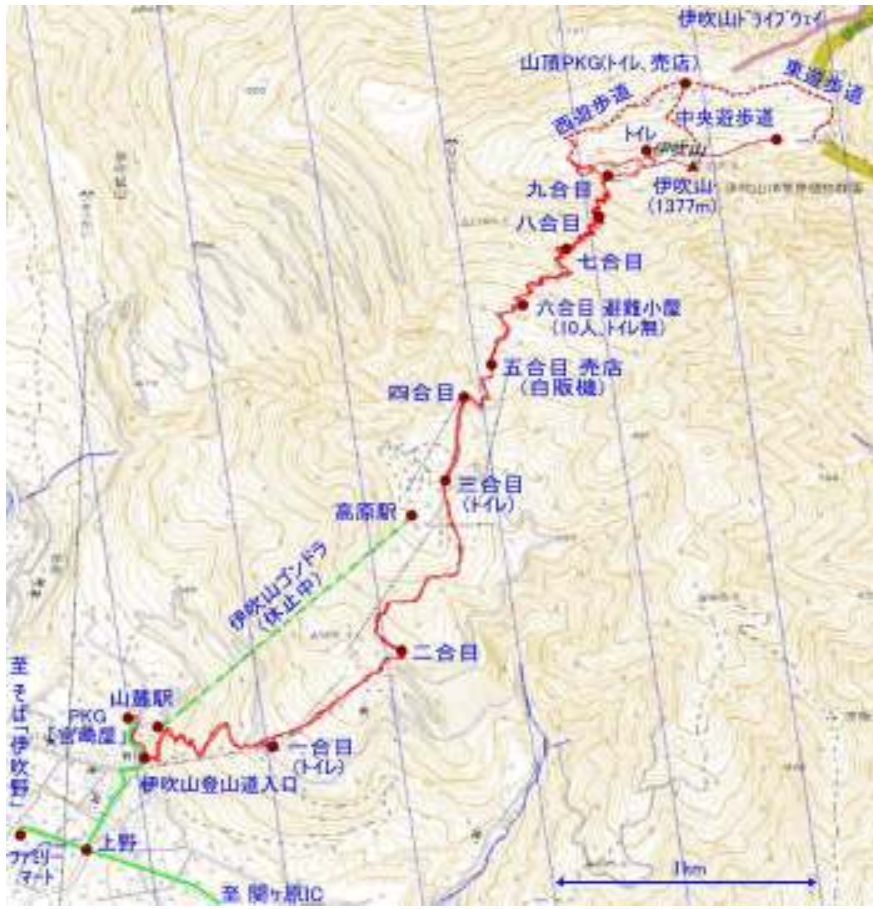 伊吹山ﾄﾞﾗｲﾌﾞｳｪｲ
山頂PKG(ﾄｲﾚ、売店)
東遊歩道
西遊歩道
中央遊歩道
ﾄｲﾚ
伊吹山
九合目
伊吹山
(1377m)
八合目
七合目
六合目 避難小屋
(10人、ﾄｲﾚ無)
五合目 売店
(自販機)
四合目
三合目
(ﾄｲﾚ)
高原駅
伊吹山ゴンドラ
(休止中)
二合目
至 そば「伊吹野」
山麓駅
PKG
「宮嶋屋」
一合目
(ﾄｲﾚ)
伊吹山登山道入口
上野
ﾌｧﾐﾘｰ
ﾏｰﾄ
至 関ヶ原IC
1km